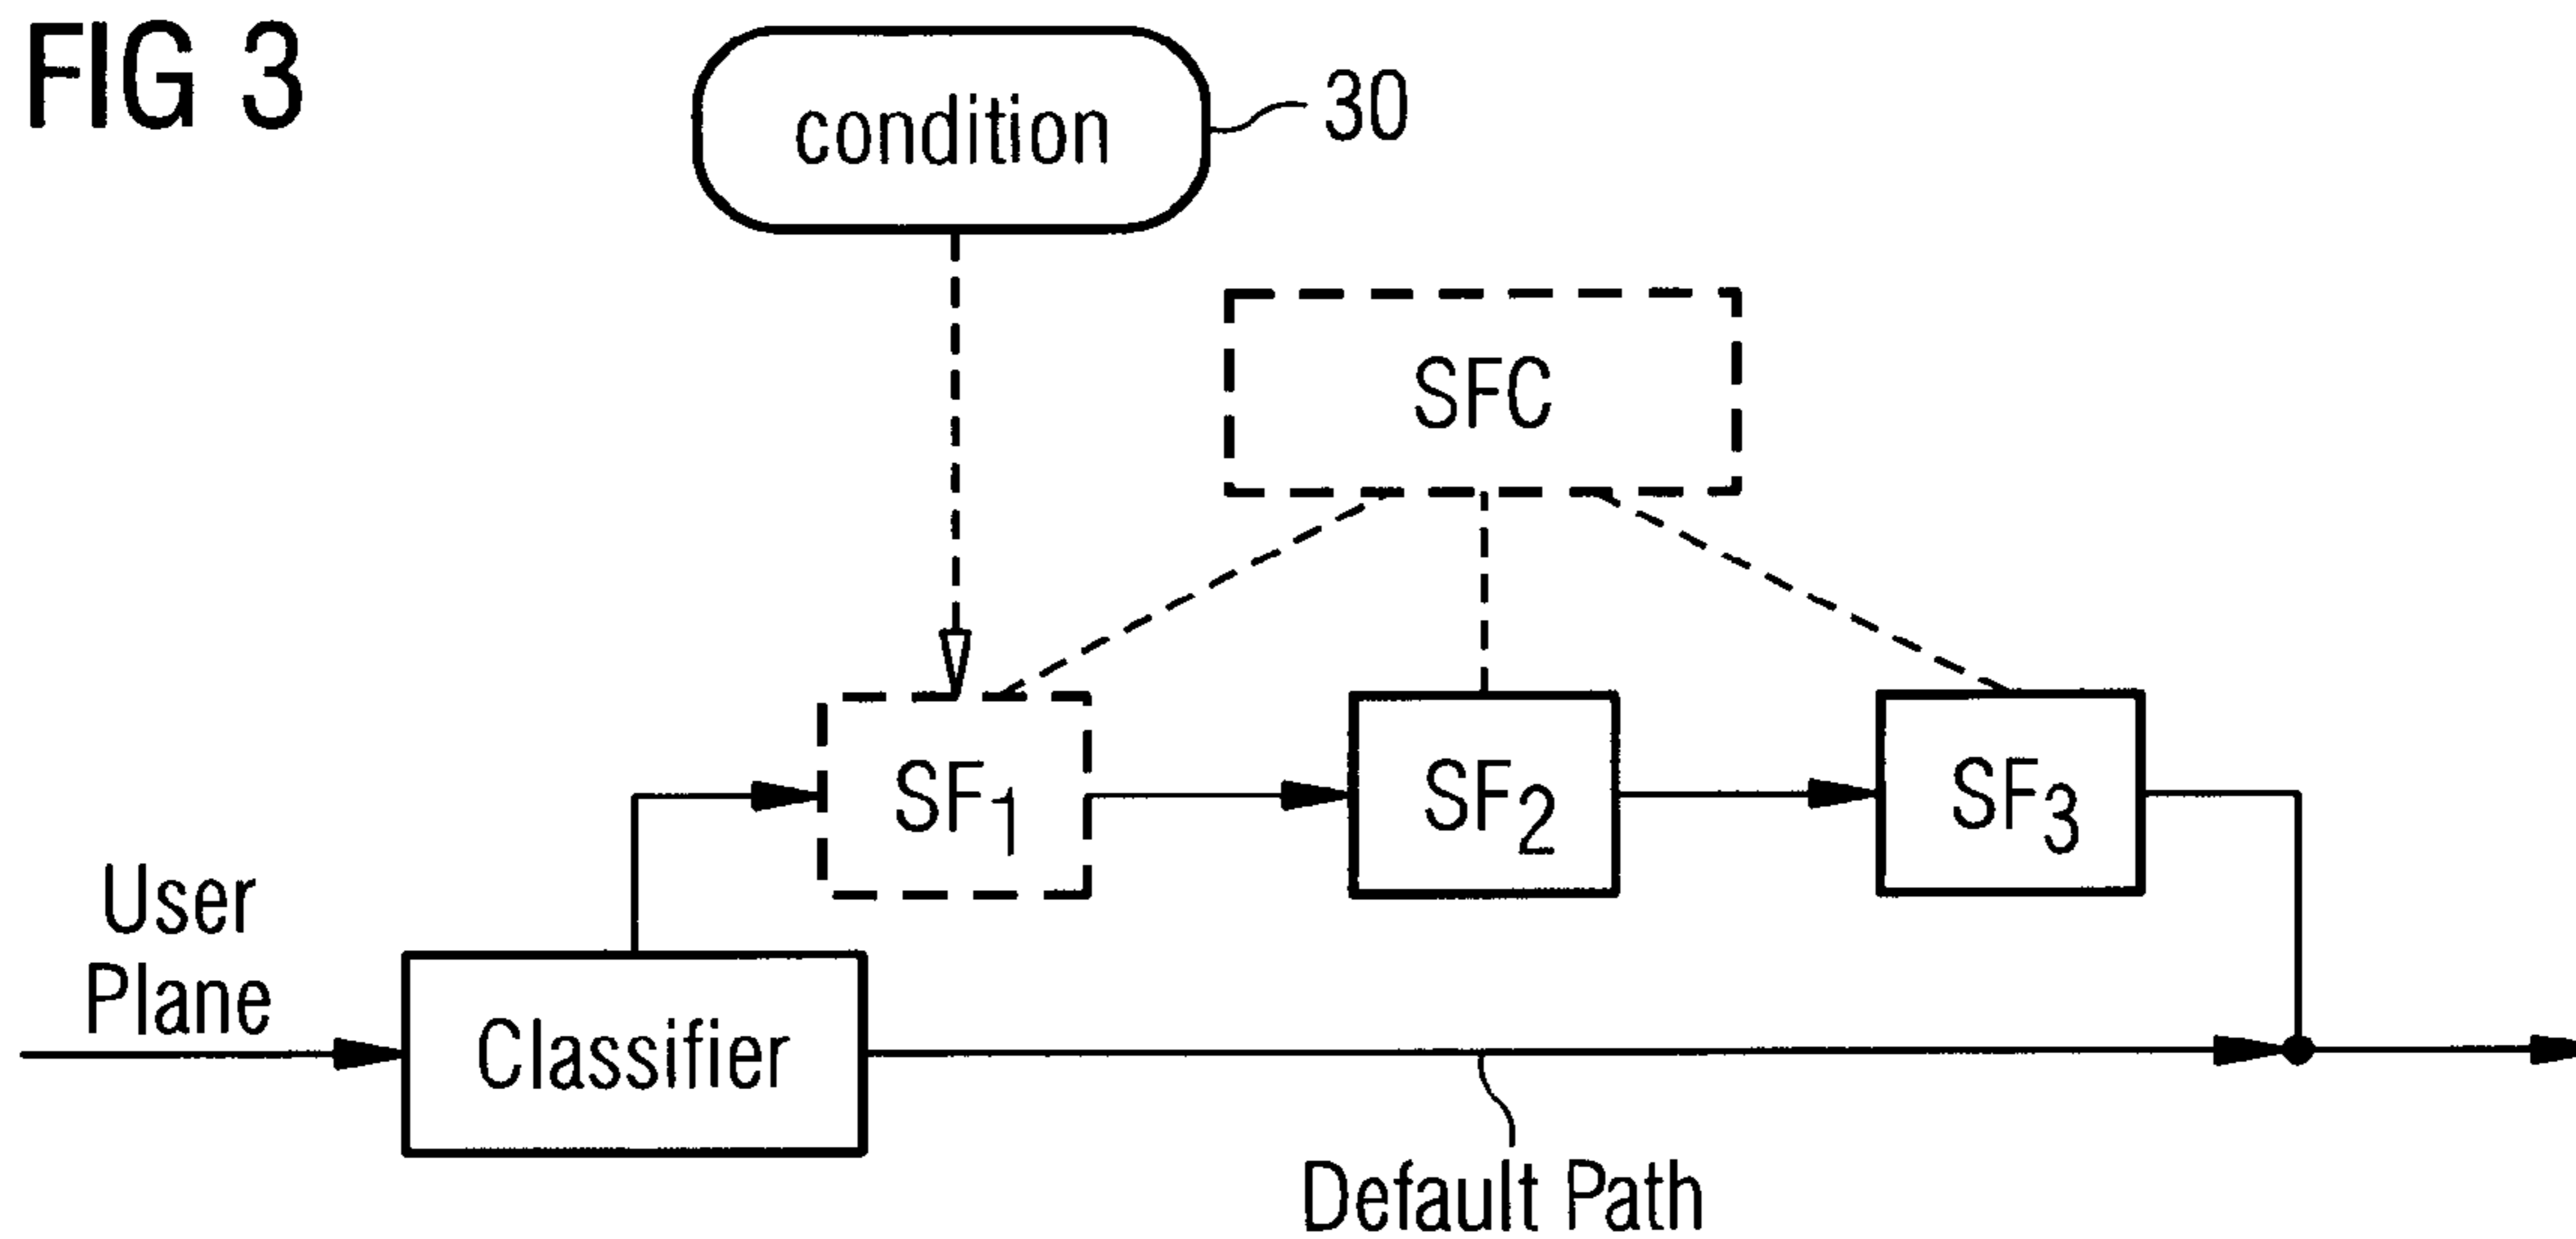 FIG 3
condition
30
SFC
SF1
SF2
SF3
User
Plane
Classifier
Default Path